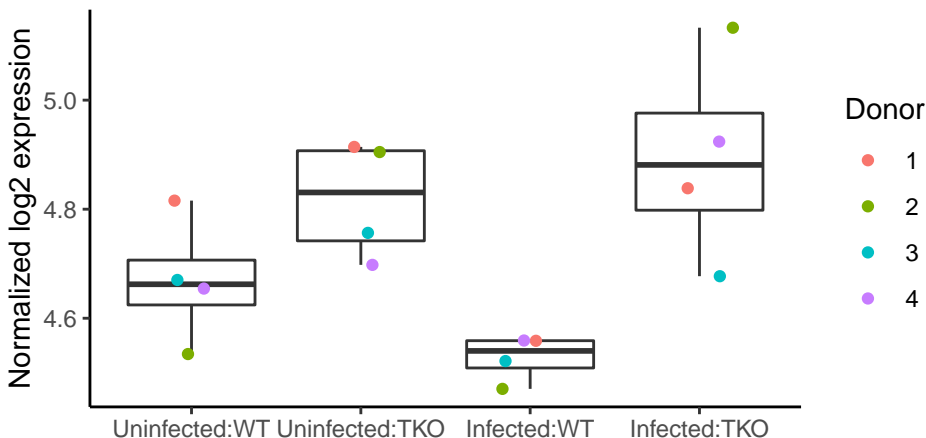 Normalized log2 expression
5.0
4.8
4.6
Uninfected:WT Uninfected:TKO Infected:WT Infected:TKO
Donor
1
2
3
4